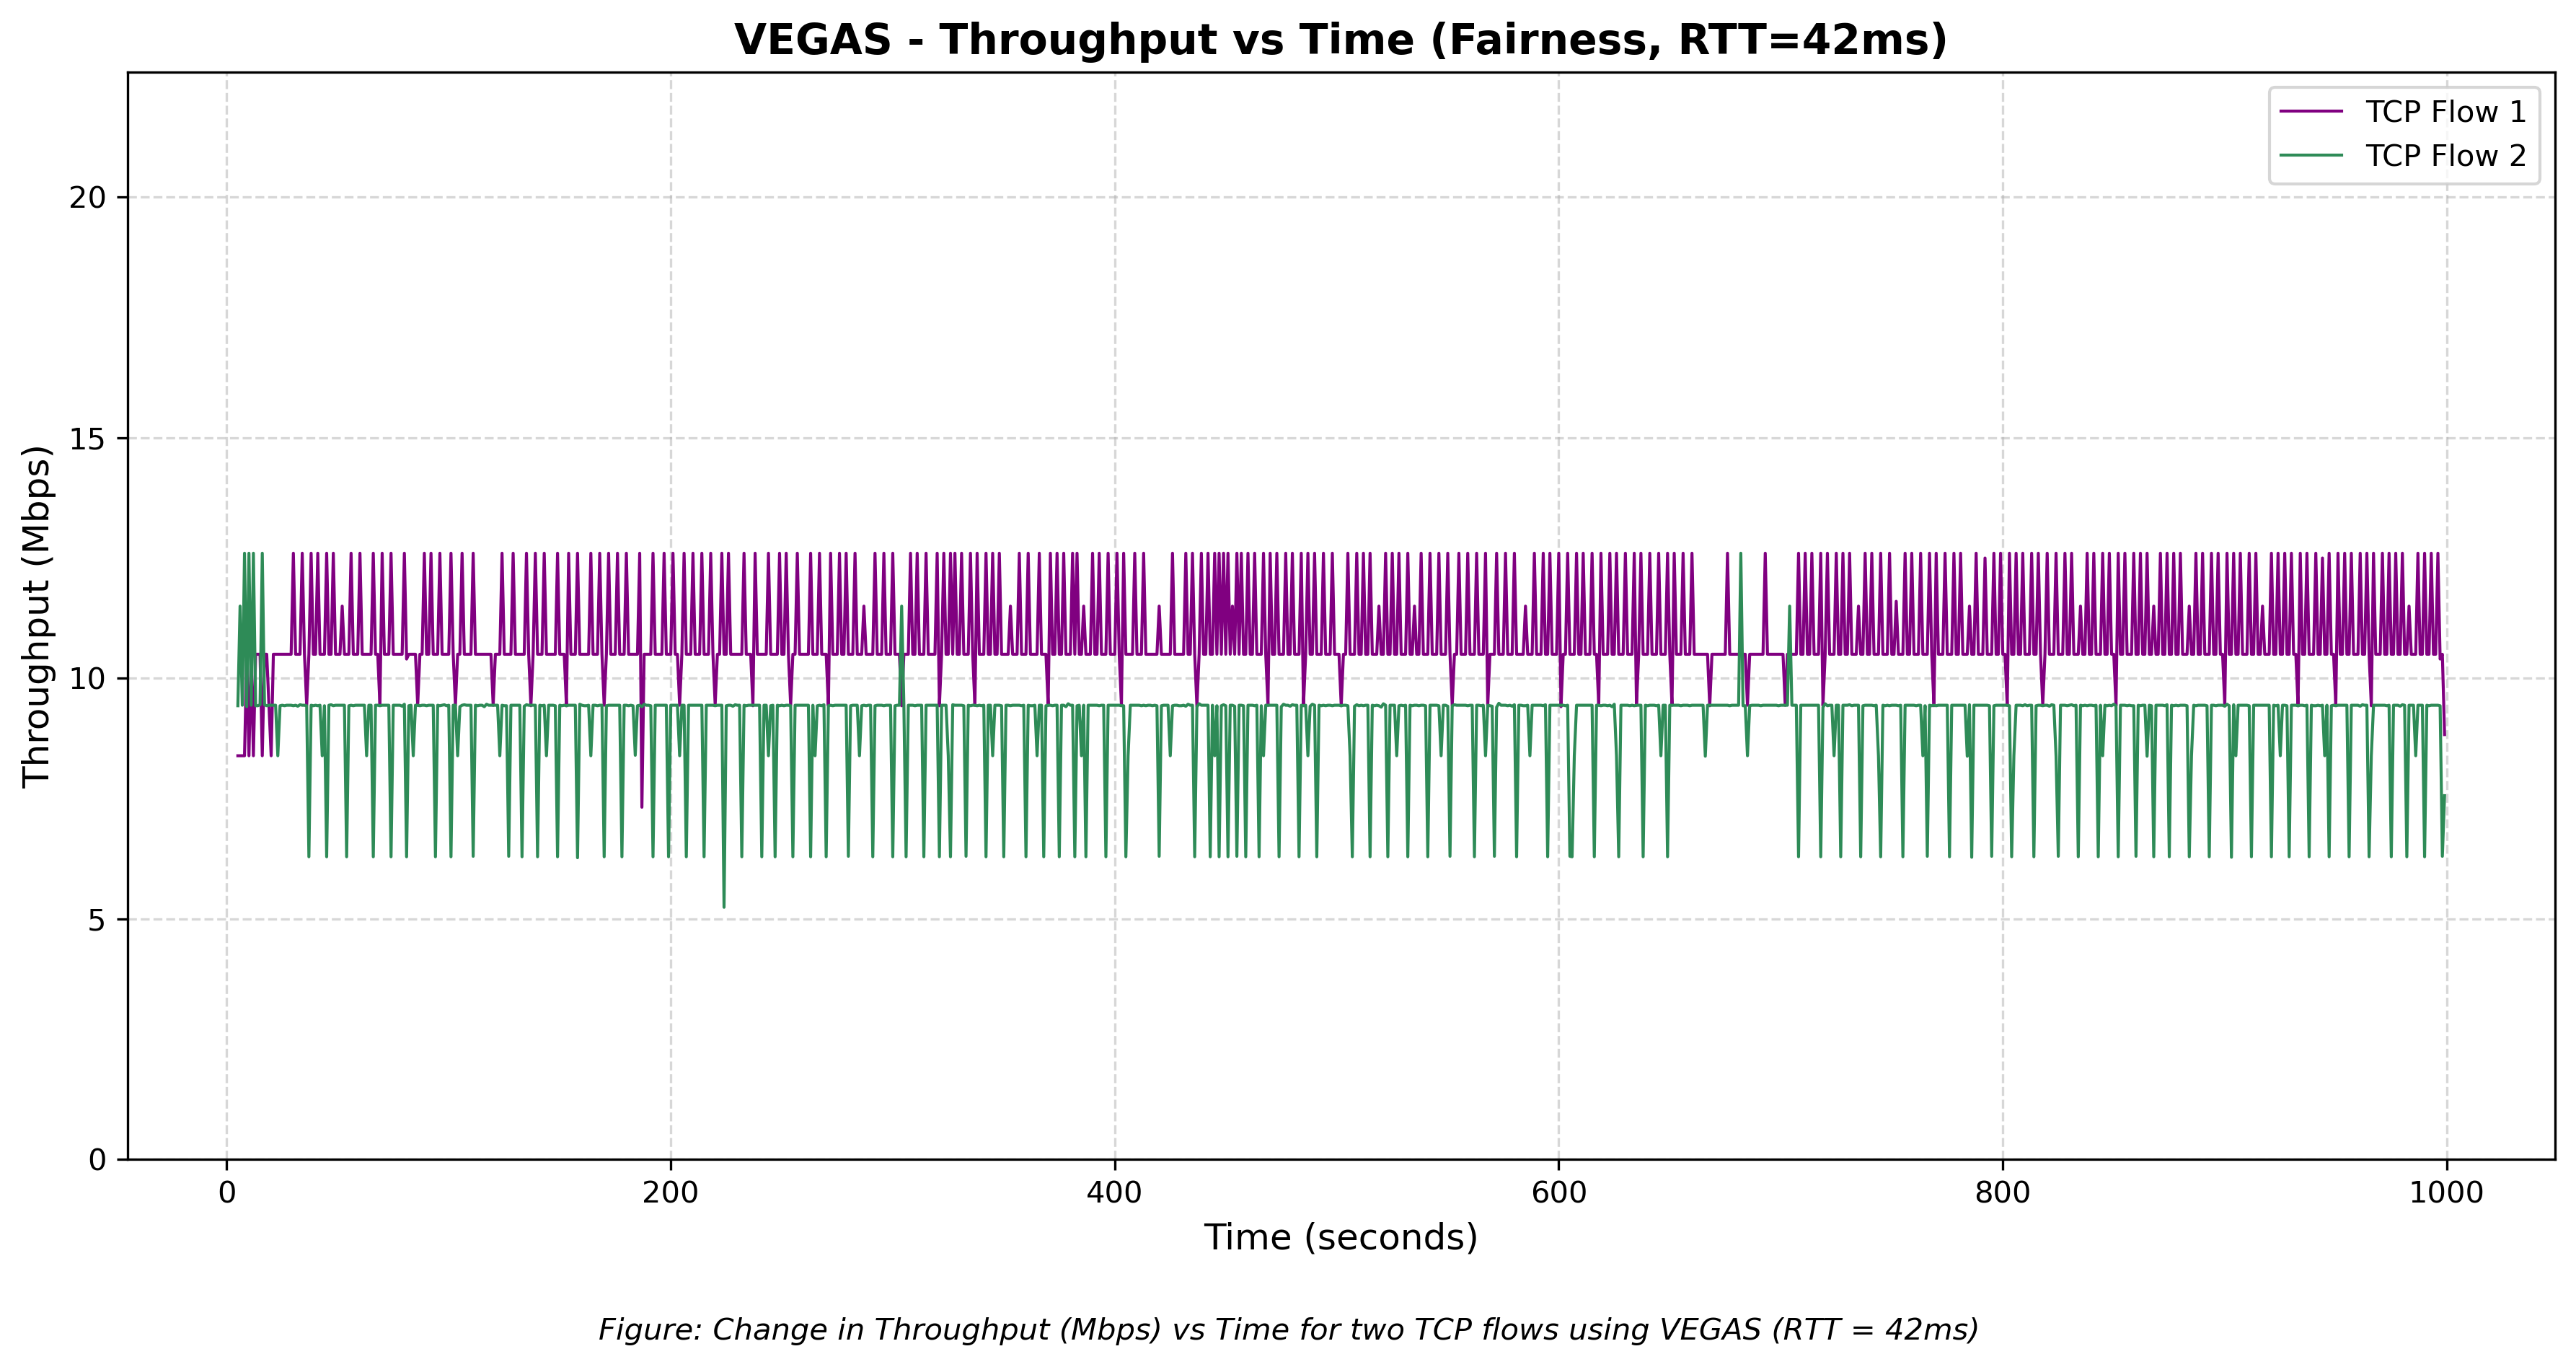 VEGAS - Throughput vs Time (Fairness, RTT=42ms)
TCP Flow 1
TCP Flow 2
Throughput (Mbps)
20
15
10
5
0
0 200 400 600 800 1000
Time (seconds)
Figure: Change in Throughput (Mbps) vs Time for two TCP flows using VEGAS (RTT = 42ms)